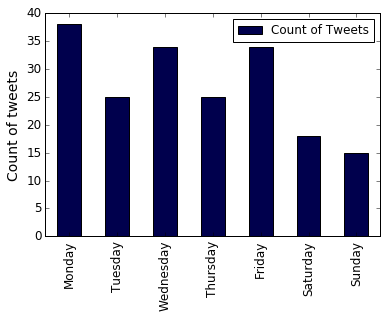 40
35
30
25
20
15
10
5
0
Count of tweets
Count of Tweets
Monday
Tuesday
Wednesday
Thursday
Friday
Saturday
Sunday